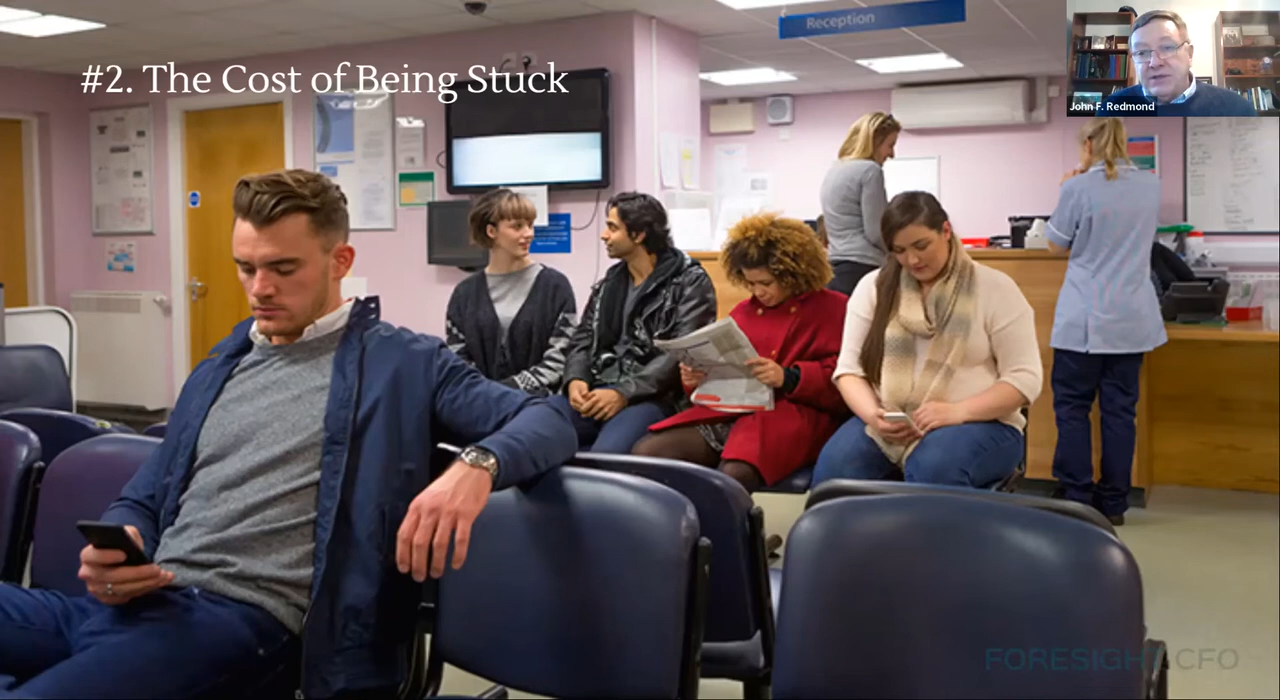 Reception
#2. The Cost of Being Stuck
John F. Redmond
FORESIGHT.CFO